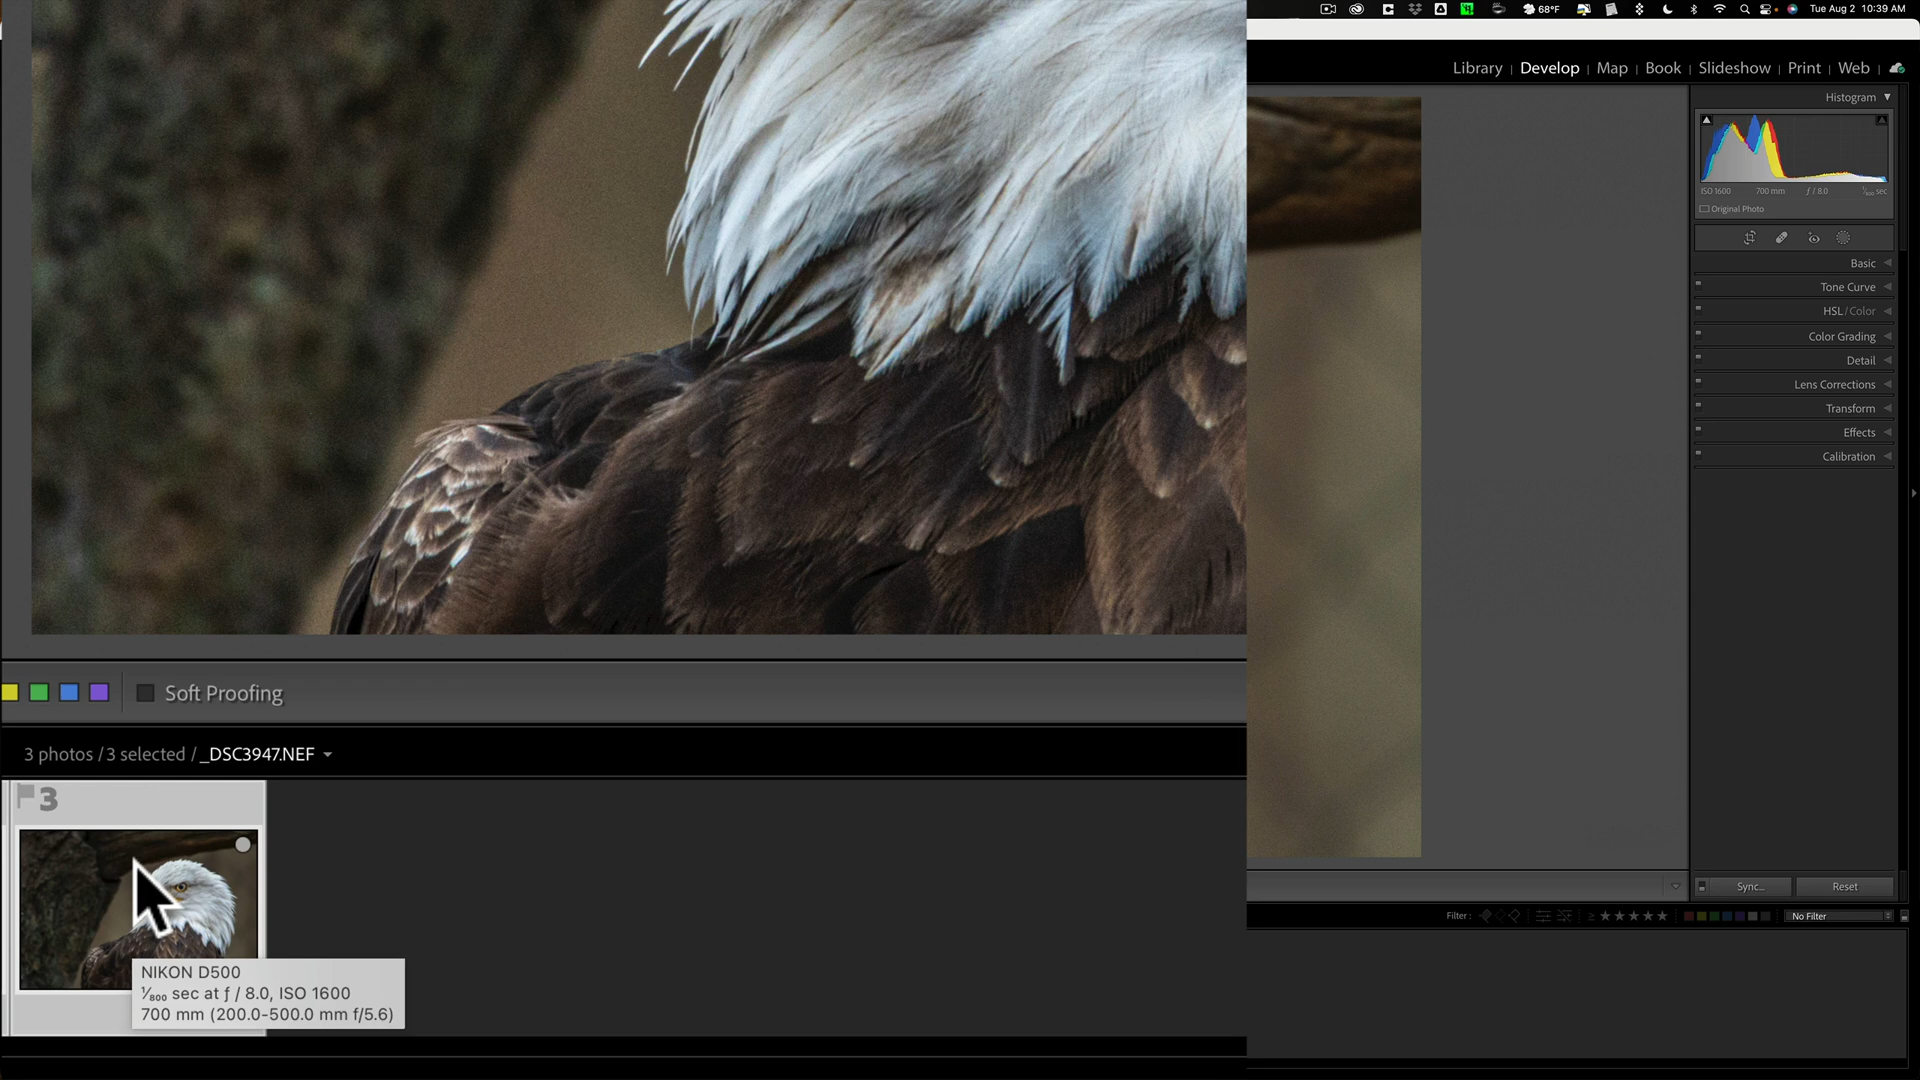 68°F Tue Aug 2 10:39 AM
Library | Develop | Map | Book | Slideshow | Print | Web |
Histogram
ISO 1600 700 mm ƒ / 8.0 ¹⁄₈₀₀ sec
Original Photo
Basic
Tone Curve
HSL / Color
Color Grading
Detail
Lens Corrections
Transform
Effects
Calibration
Soft Proofing
3 photos / 3 selected / _DSC3947.NEF
3
NIKON D500
¹⁄₈₀₀ sec at ƒ / 8.0, ISO 1600
700 mm (200.0-500.0 mm f/5.6)
Sync... Reset
Filter : ≥ ★★★★★ No Filter